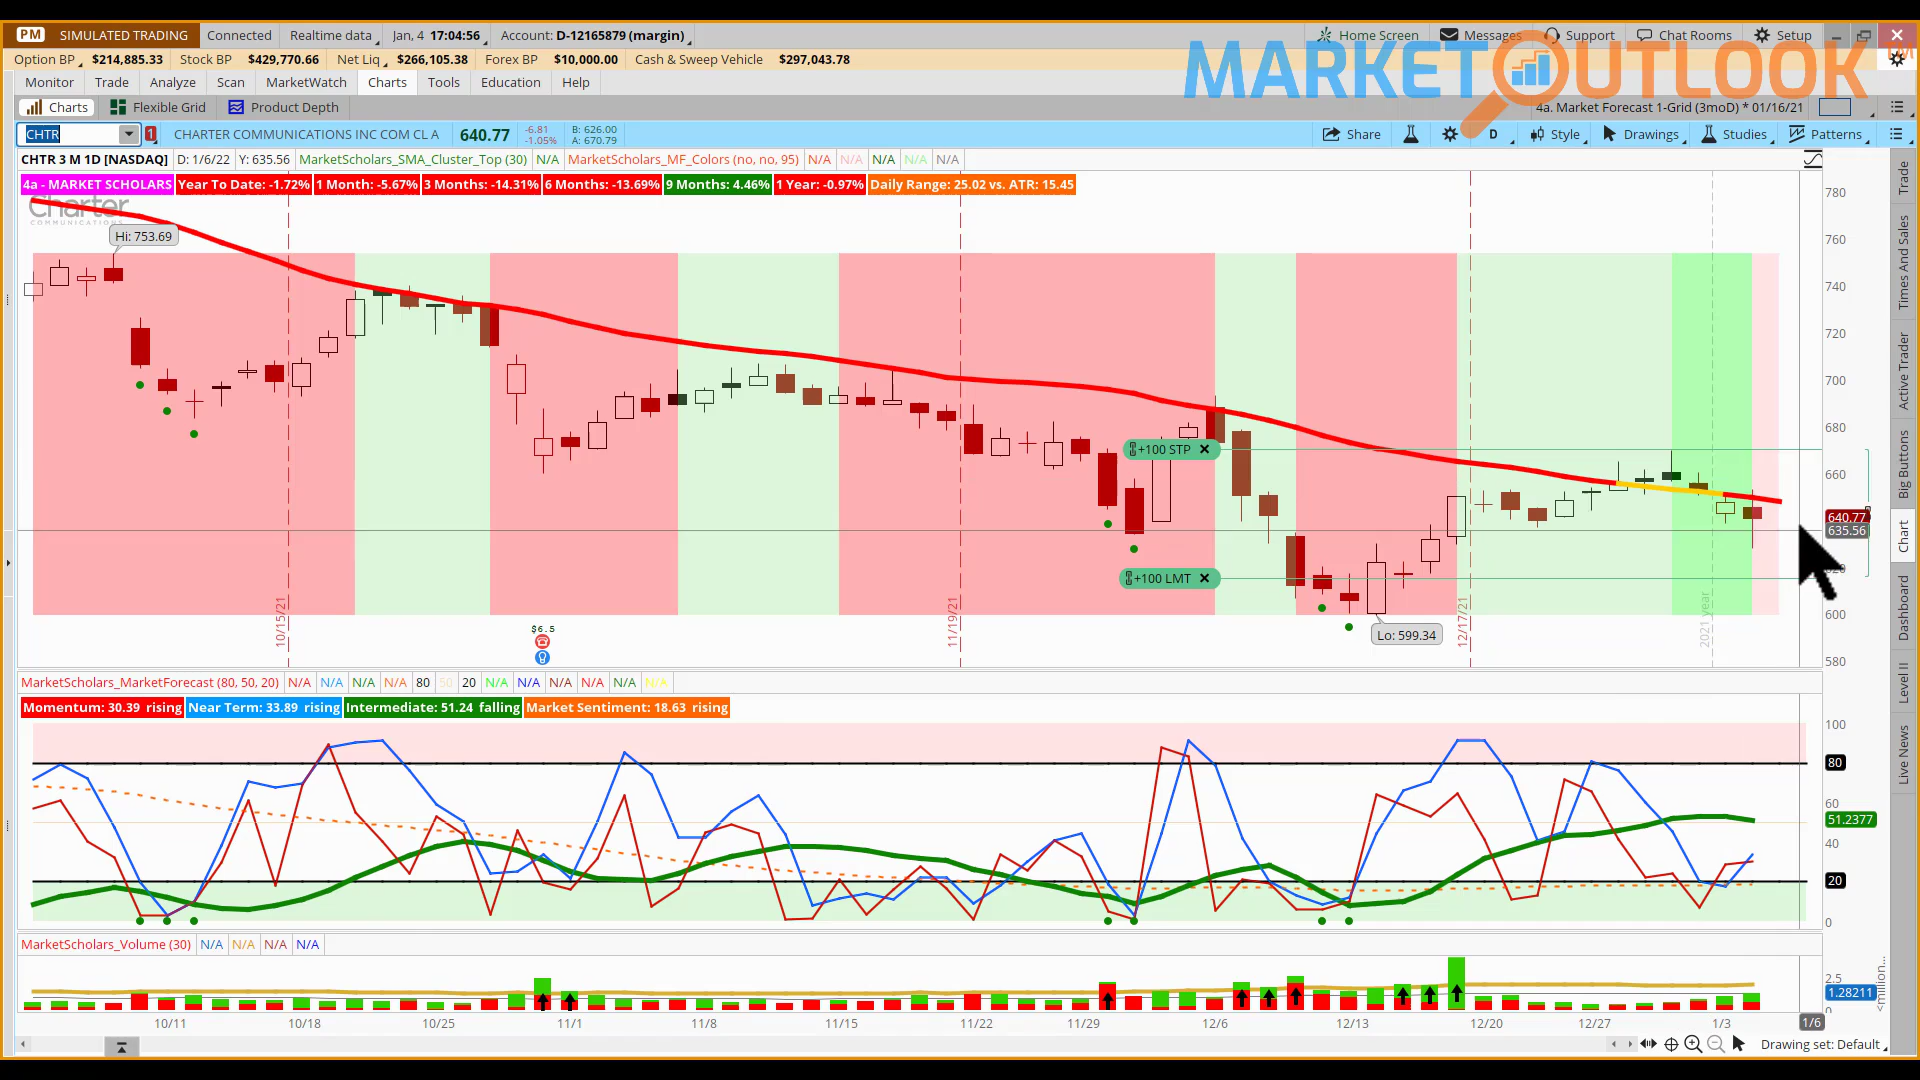 PM SIMULATED TRADING Connected Realtime data Jan, 4 17:04:56 Account: D-12165879 (margin) Home Screen Messages Support Chat Rooms Setup
Option BP $214,885.33 Stock BP $429,770.66 Net Liq $266,105.38 Forex BP $10,000.00 Cash & Sweep Vehicle $297,043.78
MARKET OUTLOOK
Monitor Trade Analyze Scan MarketWatch Charts Tools Education Help
Charts Flexible Grid Product Depth 4a. Market Forecast 1-Grid (3moD) * 01/16/21
CHTR 1 CHARTER COMMUNICATIONS INC COM CL A 640.77 -6.81 -1.05% B: 626.00 A: 670.79 Share D Style Drawings Studies Patterns
CHTR 3 M 1D [NASDAQ] D: 1/6/22 Y: 635.56 MarketScholars_SMA_Cluster_Top (30) N/A MarketScholars_MF_Colors (no, no, 95) N/A N/A N/A N/A N/A
4a - MARKET SCHOLARS Year To Date: -1.72% 1 Month: -5.67% 3 Months: -14.31% 6 Months: -13.69% 9 Months: 4.46% 1 Year: -0.97% Daily Range: 25.02 vs. ATR: 15.45
Charter
COMMUNICATIONS
Hi: 753.69
+100 STP
+100 LMT
Lo: 599.34
$6.5
10/15/21
11/19/21
12/17/21
2021 year
780
760
740
720
700
680
660
640.77
635.56
600
580
MarketScholars_MarketForecast (80, 50, 20) N/A N/A N/A N/A 80 50 20 N/A N/A N/A N/A N/A N/A
Momentum: 30.39 rising Near Term: 33.89 rising Intermediate: 51.24 falling Market Sentiment: 18.63 rising
100
80
60
51.2377
40
20
0
MarketScholars_Volume (30) N/A N/A N/A N/A
2.5
1.28211
<million...
10/11 10/18 10/25 11/1 11/8 11/15 11/22 11/29 12/6 12/13 12/20 12/27 1/3 1/6
Drawing set: Default
Trade
Times And Sales
Active Trader
Big Buttons
Chart
Dashboard
Level II
Live News